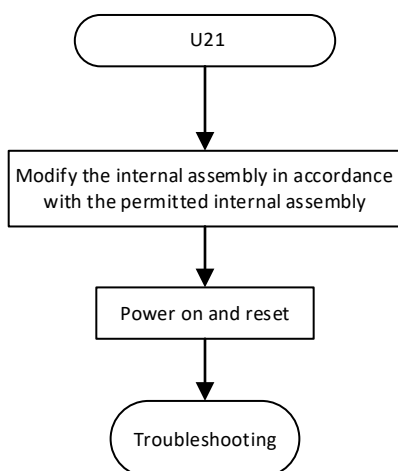 U21
Modify the internal assembly in accordance
with the permitted internal assembly
Power on and reset
Troubleshooting